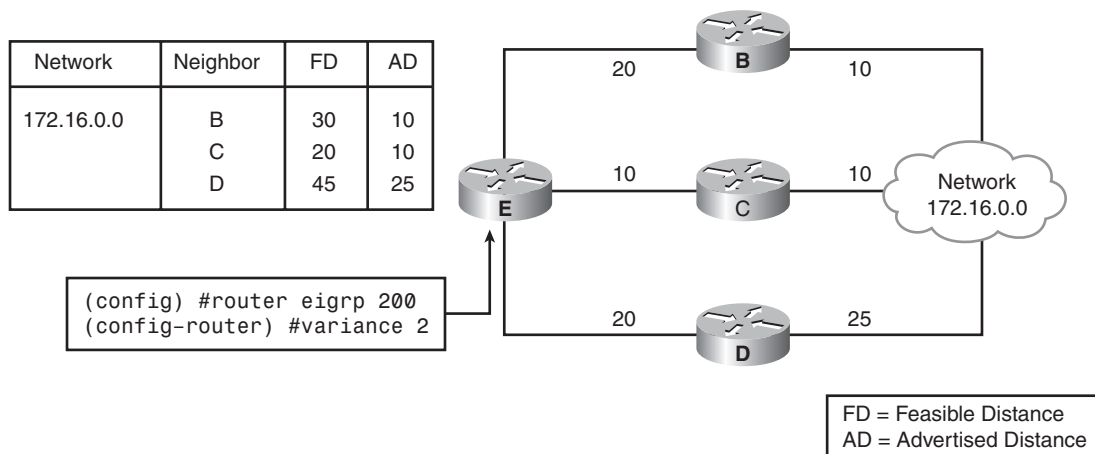 Network Neighbor FD AD
172.16.0.0 B 30 10
C 20 10
D 45 25
(config) #router eigrp 200
(config-router) #variance 2
20 B 10
E 10 C 10
Network
172.16.0.0
20 D 25
FD = Feasible Distance
AD = Advertised Distance